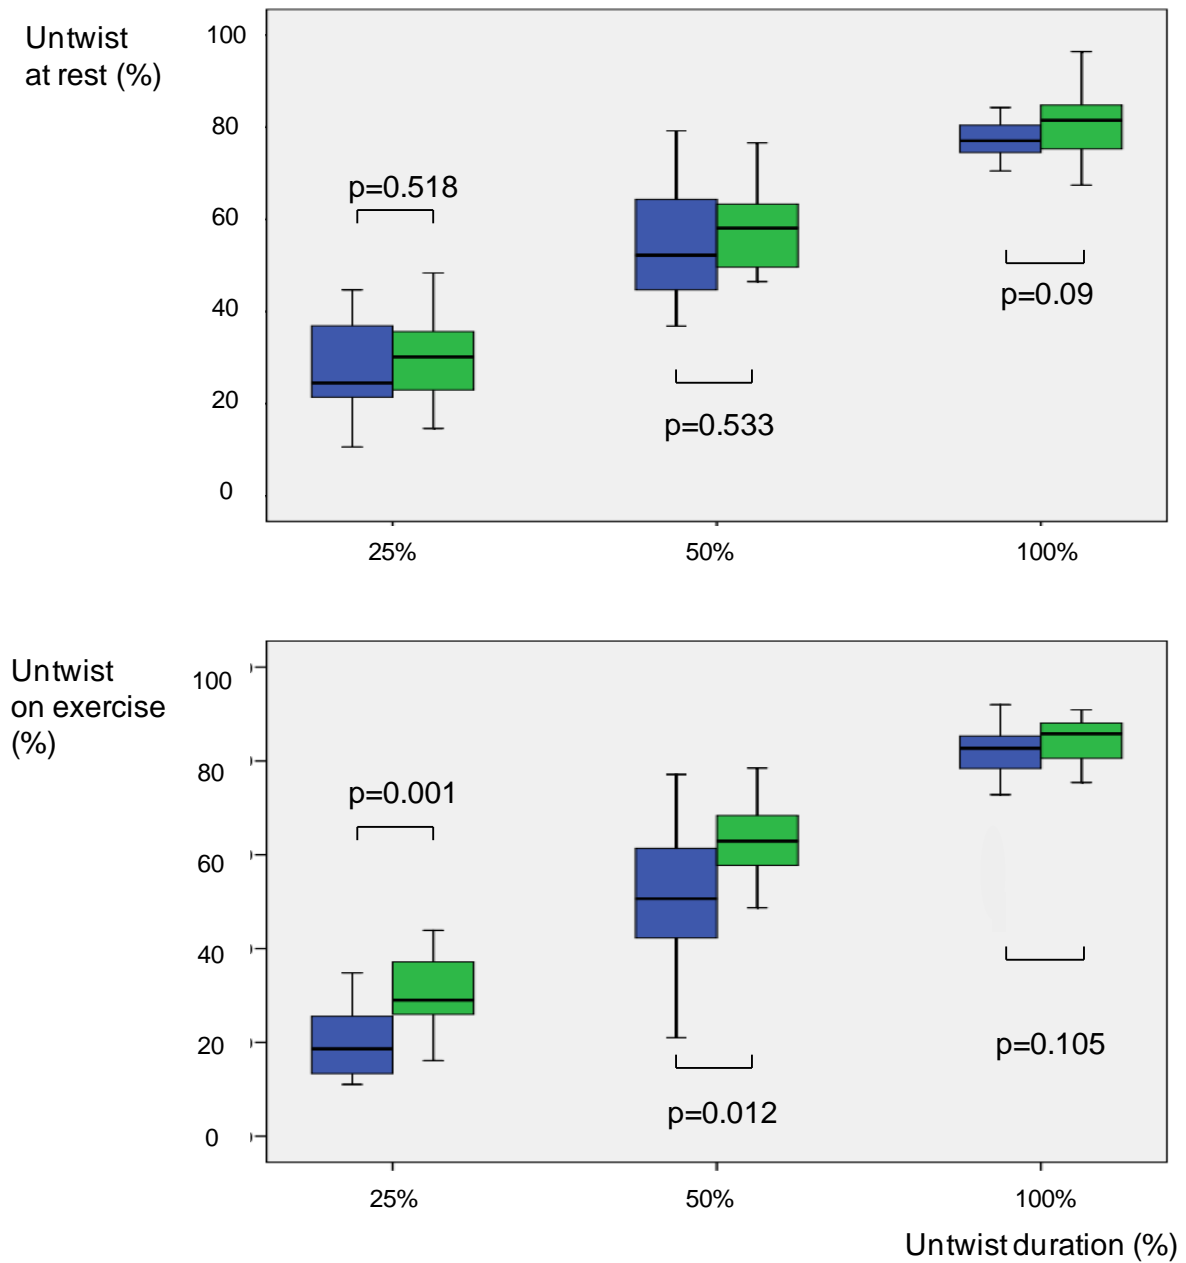 Untwist
at rest (%)
100
80
60
40
20
0
p=0.518
p=0.533
p=0.09
25%
50%
100%
Untwist
on exercise
(%)
100
80
60
40
20
0
p=0.001
p=0.012
p=0.105
25%
50%
100%
Untwist duration (%)